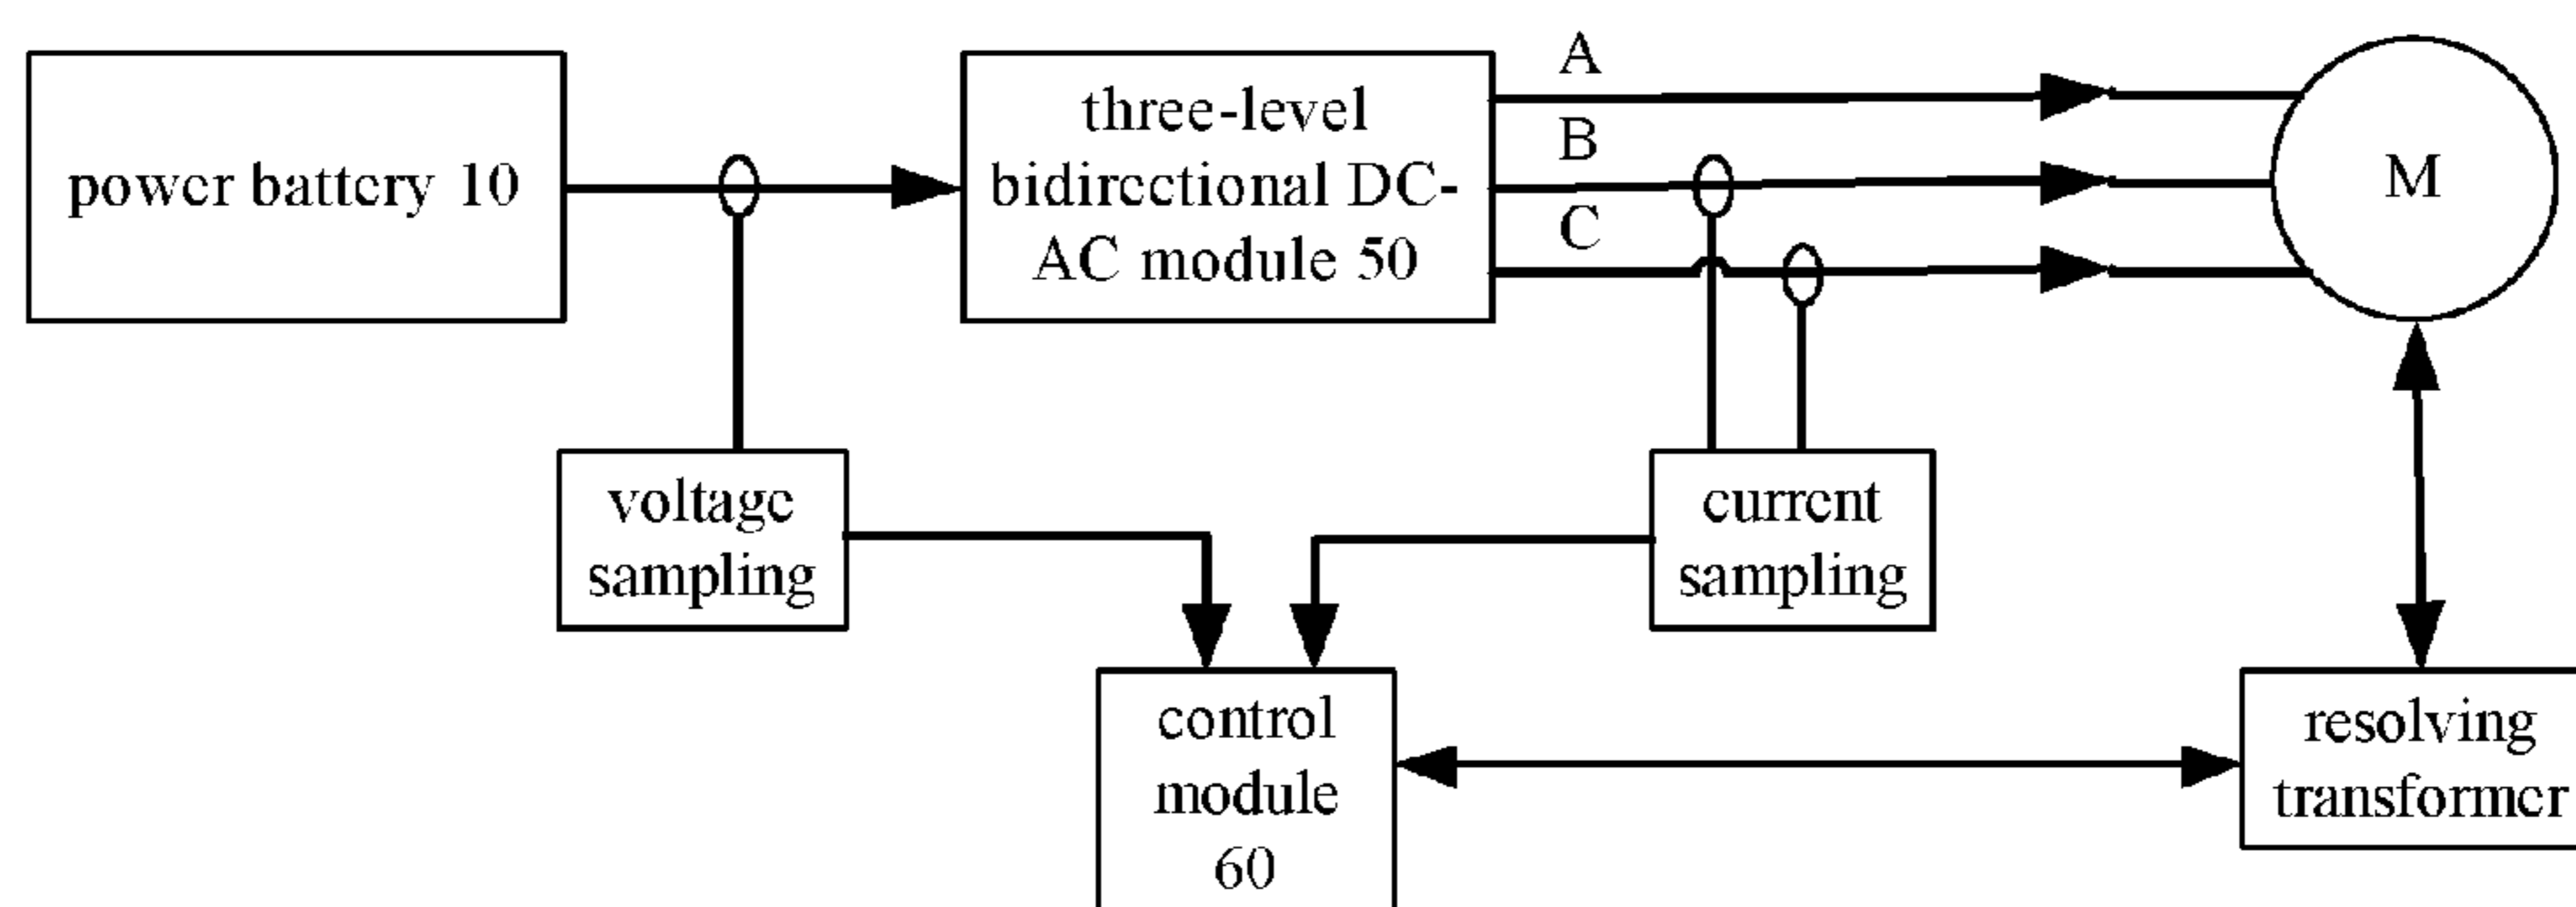 power battery 10
three-level
bidirectional DC-
AC module 50
A
B
C
M
voltage
sampling
current
sampling
control
module
60
resolving
transformer